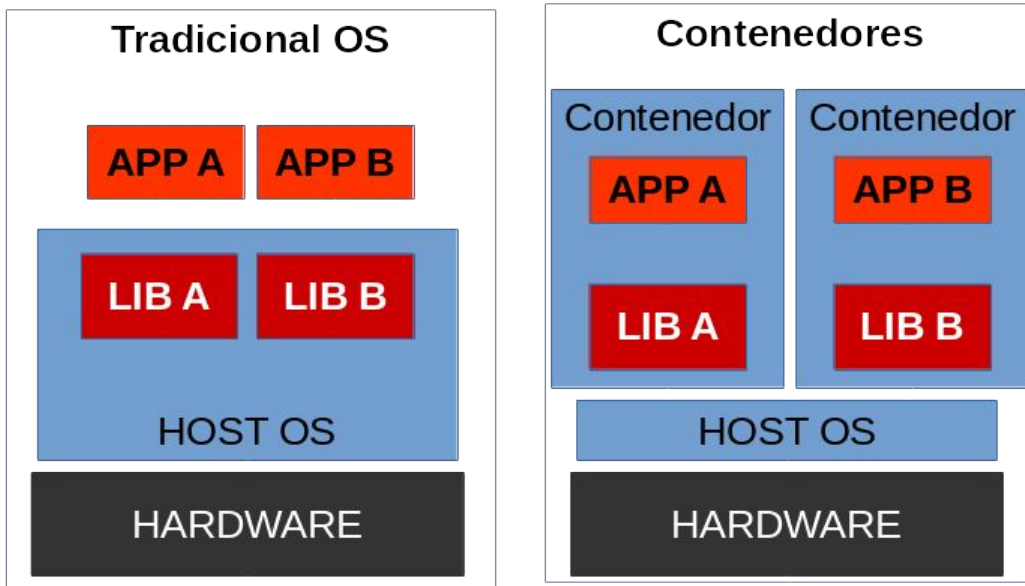 Tradicional OS
APP A
APP B
LIB A
LIB B
HOST OS
HARDWARE
Contenedores
Contenedor
APP A
LIB A
Contenedor
APP B
LIB B
HOST OS
HARDWARE